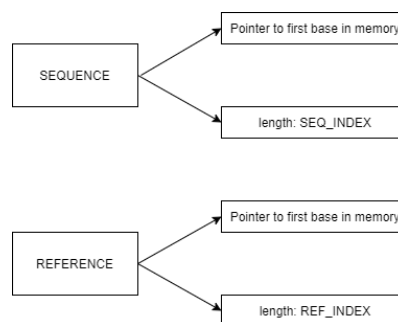 Pointer to first base in memory
SEQUENCE
length: SEQ_INDEX
Pointer to first base in memory
REFERENCE
length: REF_INDEX